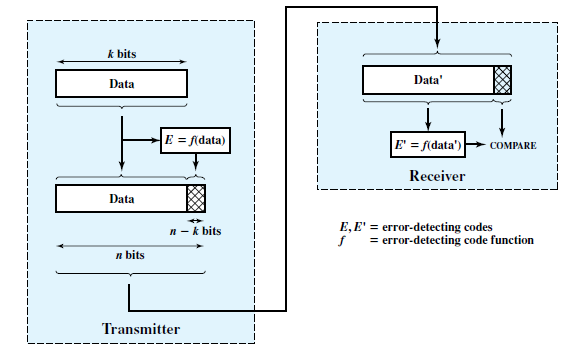 k bits
Data
E = f(data)
Data
n – k bits
n bits
Transmitter
Data'
E' = f(data')
COMPARE
Receiver
E, E' = error-detecting codes
f = error-detecting code function